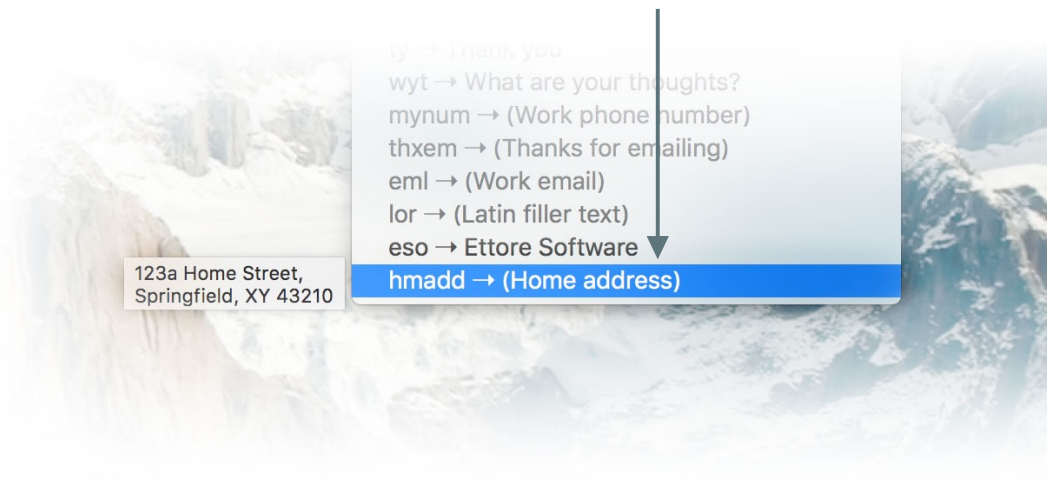 ty → Thank you
wyt → What are your thoughts?
mynum → (Work phone number)
thxem → (Thanks for emailing)
eml → (Work email)
lor → (Latin filler text)
eso → Ettore Software
hmadd → (Home address)
123a Home Street,
Springfield, XY 43210